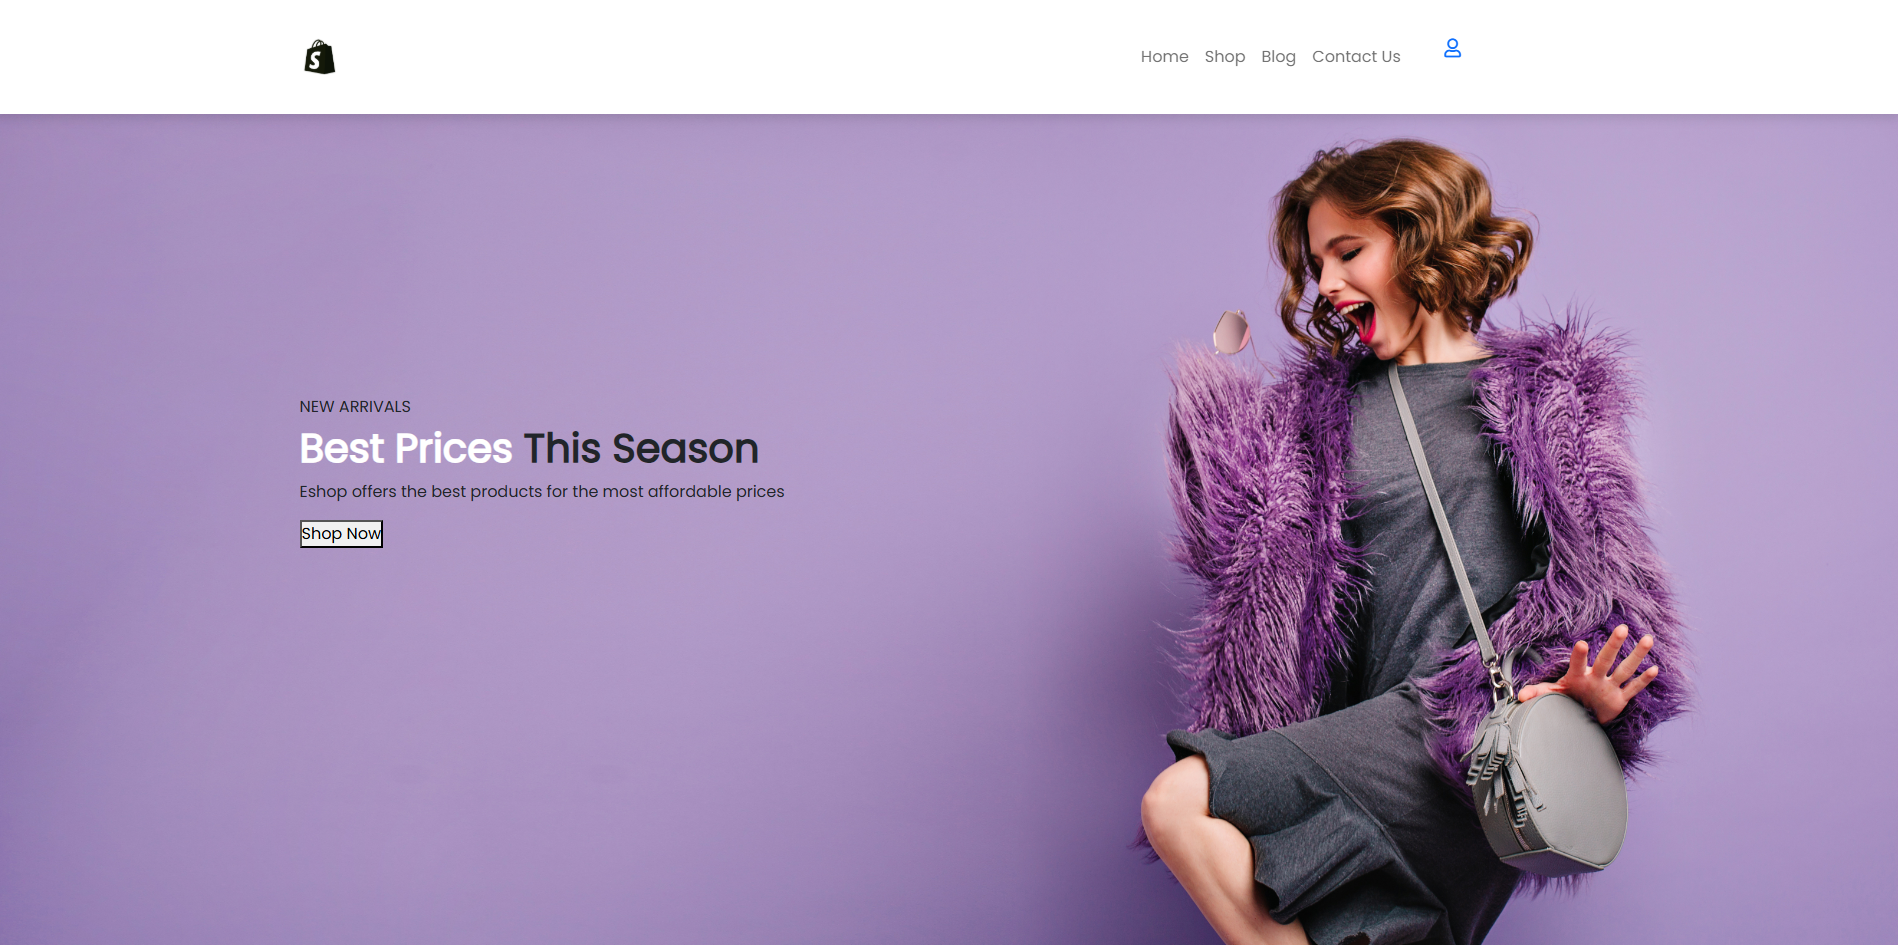 S
Home Shop Blog Contact Us
NEW ARRIVALS
Best Prices This Season
Eshop offers the best products for the most affordable prices
Shop Now